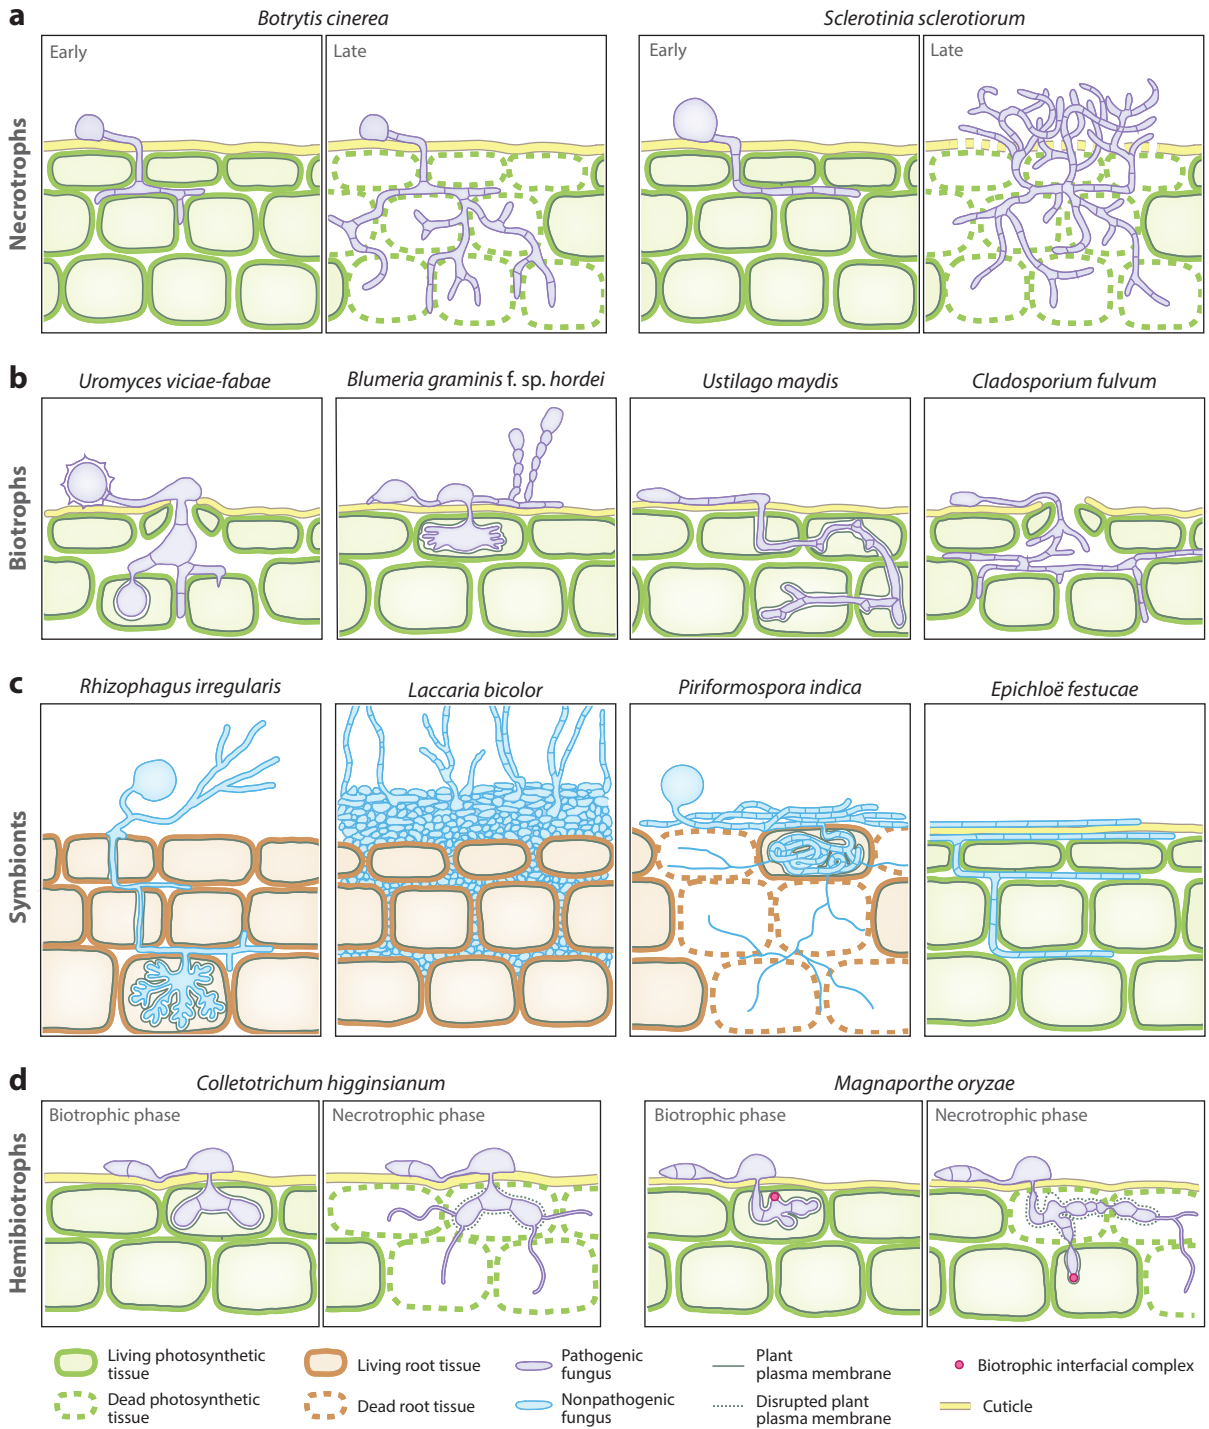 a
Botrytis cinerea
Sclerotinia sclerotiorum
Early
Late
Early
Late
Necrotrophs
b
Uromyces viciae-fabae
Blumeria graminis f. sp. hordei
Ustilago maydis
Cladosporium fulvum
Biotrophs
c
Rhizophagus irregularis
Laccaria bicolor
Piriformospora indica
Epichloë festucae
Symbionts
d
Colletotrichum higginsianum
Magnaporthe oryzae
Biotrophic phase
Necrotrophic phase
Biotrophic phase
Necrotrophic phase
Hemibiotrophs
Living photosynthetic
tissue
Dead photosynthetic
tissue
Living root tissue
Dead root tissue
Pathogenic
fungus
Nonpathogenic
fungus
Plant
plasma membrane
Disrupted plant
plasma membrane
Biotrophic interfacial complex
Cuticle